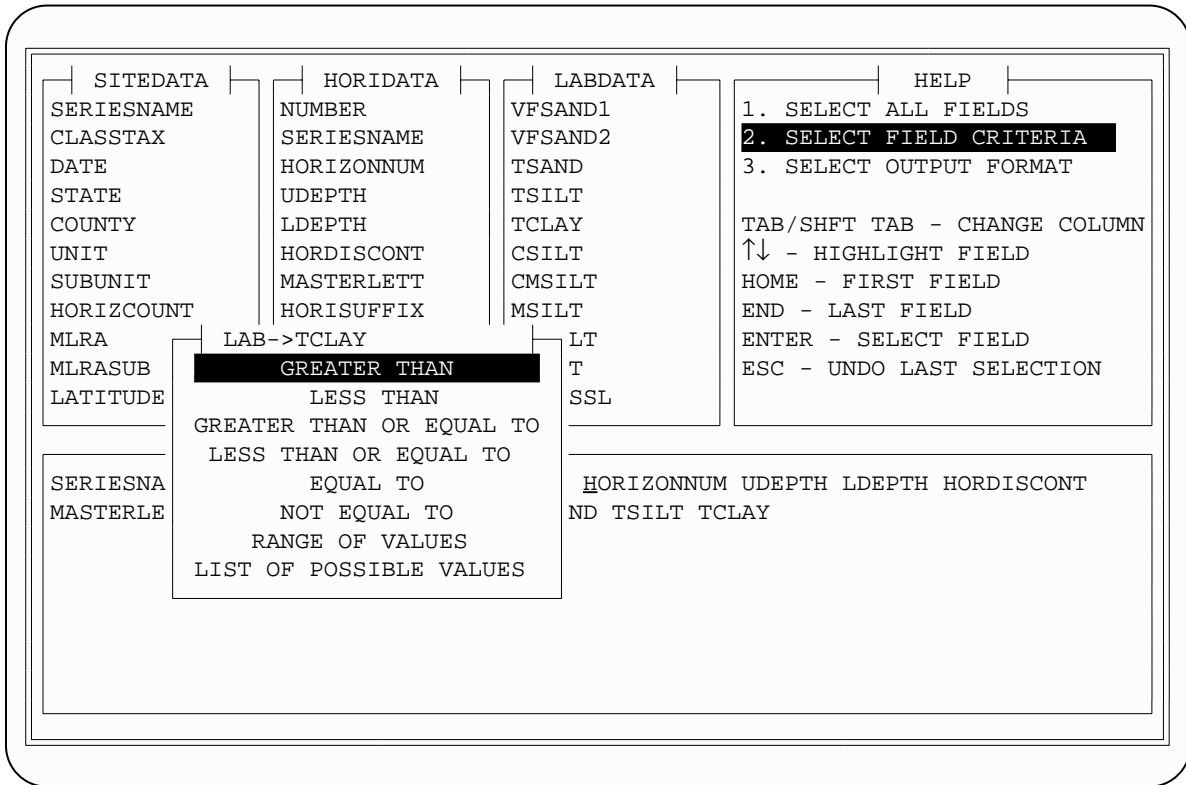 SITEDATA HORIDATA LABDATA HELP
SERIESNAME NUMBER VFSAND1 1. SELECT ALL FIELDS
CLASSTAX SERIESNAME VFSAND2 2. SELECT FIELD CRITERIA
DATE HORIZONNUM TSAND 3. SELECT OUTPUT FORMAT
STATE UDEPTH TSILT
COUNTY LDEPTH TCLAY TAB/SHFT TAB - CHANGE COLUMN
UNIT HORDISCONT CSILT ↑↓ - HIGHLIGHT FIELD
SUBUNIT MASTERLETT CMSILT HOME - FIRST FIELD
HORIZCOUNT HORISUFFIX MSILT END - LAST FIELD
MLRA LAB->TCLAY LT ENTER - SELECT FIELD
MLRASUB GREATER THAN T ESC - UNDO LAST SELECTION
LATITUDE LESS THAN SSL
GREATER THAN OR EQUAL TO
LESS THAN OR EQUAL TO
SERIESNA EQUAL TO HORIZONNUM UDEPTH LDEPTH HORDISCONT
MASTERLE NOT EQUAL TO ND TSILT TCLAY
RANGE OF VALUES
LIST OF POSSIBLE VALUES